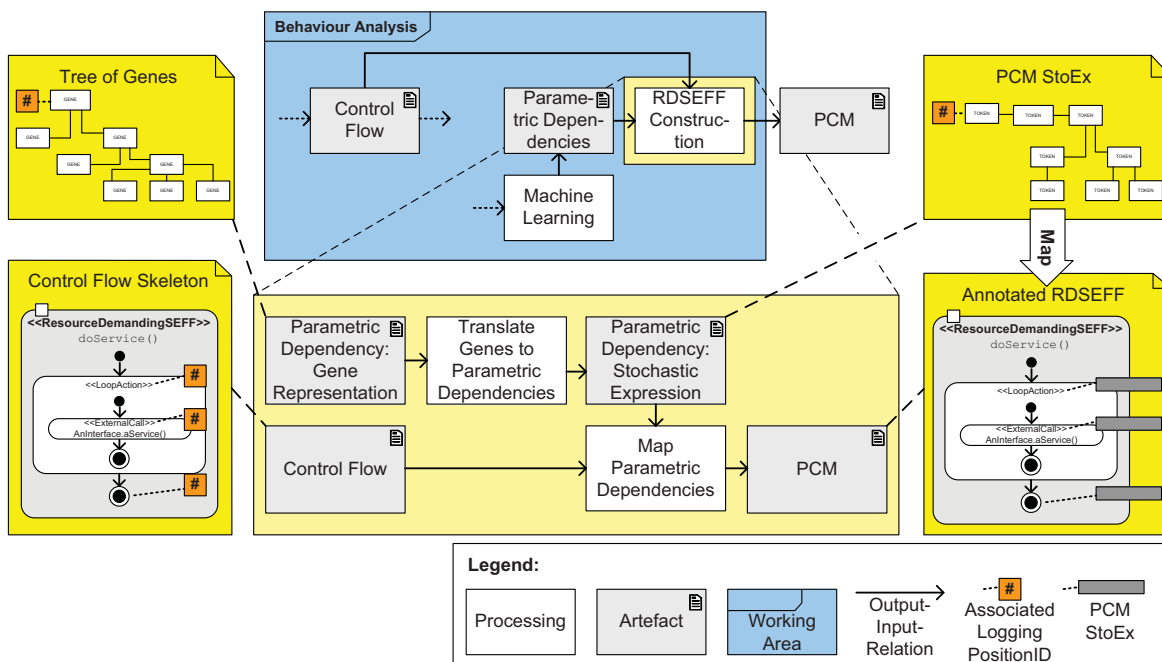 Behaviour Analysis
Tree of Genes
#
GENE
GENE
GENE
GENE
GENE
GENE
GENE
GENE
Control
Flow
Parame-
tric Depen-
dencies
RDSEFF
Construc-
tion
PCM
Machine
Learning
PCM StoEx
#
TOKEN
TOKEN
TOKEN
TOKEN
TOKEN
TOKEN
TOKEN
TOKEN
Map
Control Flow Skeleton
<<ResourceDemandingSEFF>>
doService()
#
<<LoopAction>>
#
<<ExternalCall>>
AnInterface.aService()
#
Parametric
Dependency:
Gene
Representation
Translate
Genes to
Parametric
Dependencies
Parametric
Dependency:
Stochastic
Expression
Control Flow
Map
Parametric
Dependencies
PCM
Annotated RDSEFF
<<ResourceDemandingSEFF>>
doService()
<<LoopAction>>
<<ExternalCall>>
AnInterface.aService()
Legend:
Processing
Artefact
Working
Area
Output-
Input-
Relation
#
Associated
Logging
PositionID
PCM
StoEx